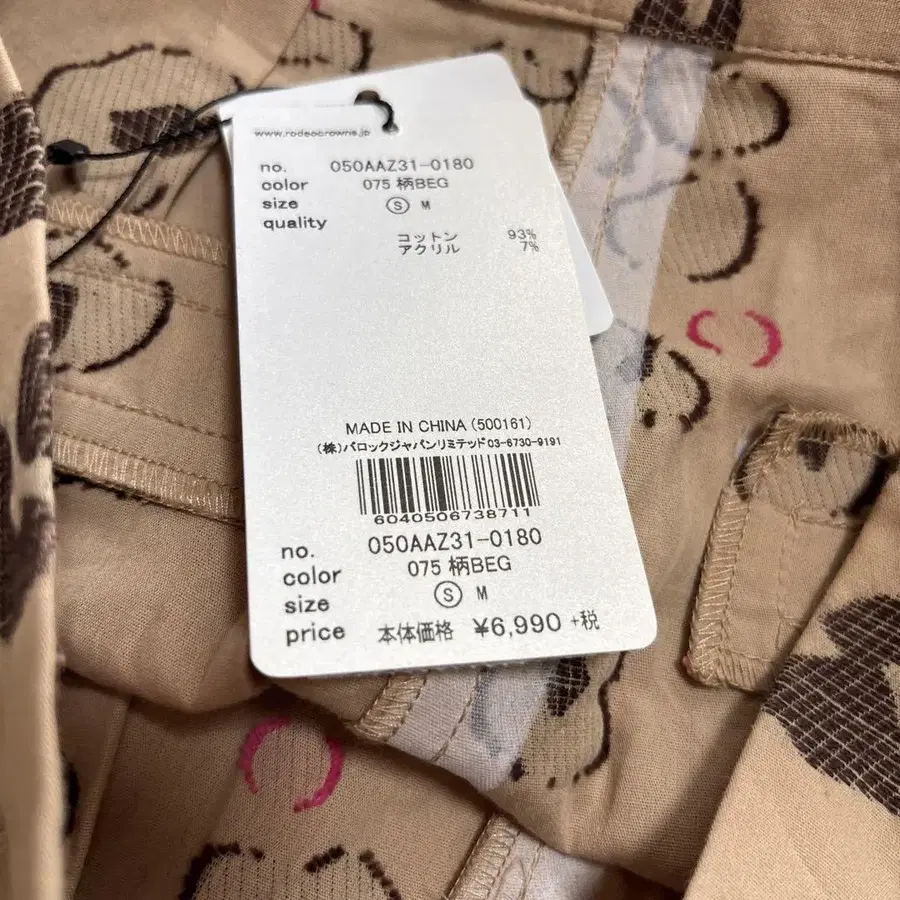 www.rodeocrowns.jp
no. 050AAZ31-0180
color 075 柄BEG
size Ⓢ M
quality
コットン 93%
アクリル 7%
MADE IN CHINA (500161)
(株)バロックジャパンリミテッド03-6730-9191
6040506738711
no. 050AAZ31-0180
color 075 柄BEG
size Ⓢ M
price 本体価格 ¥6,990 +税